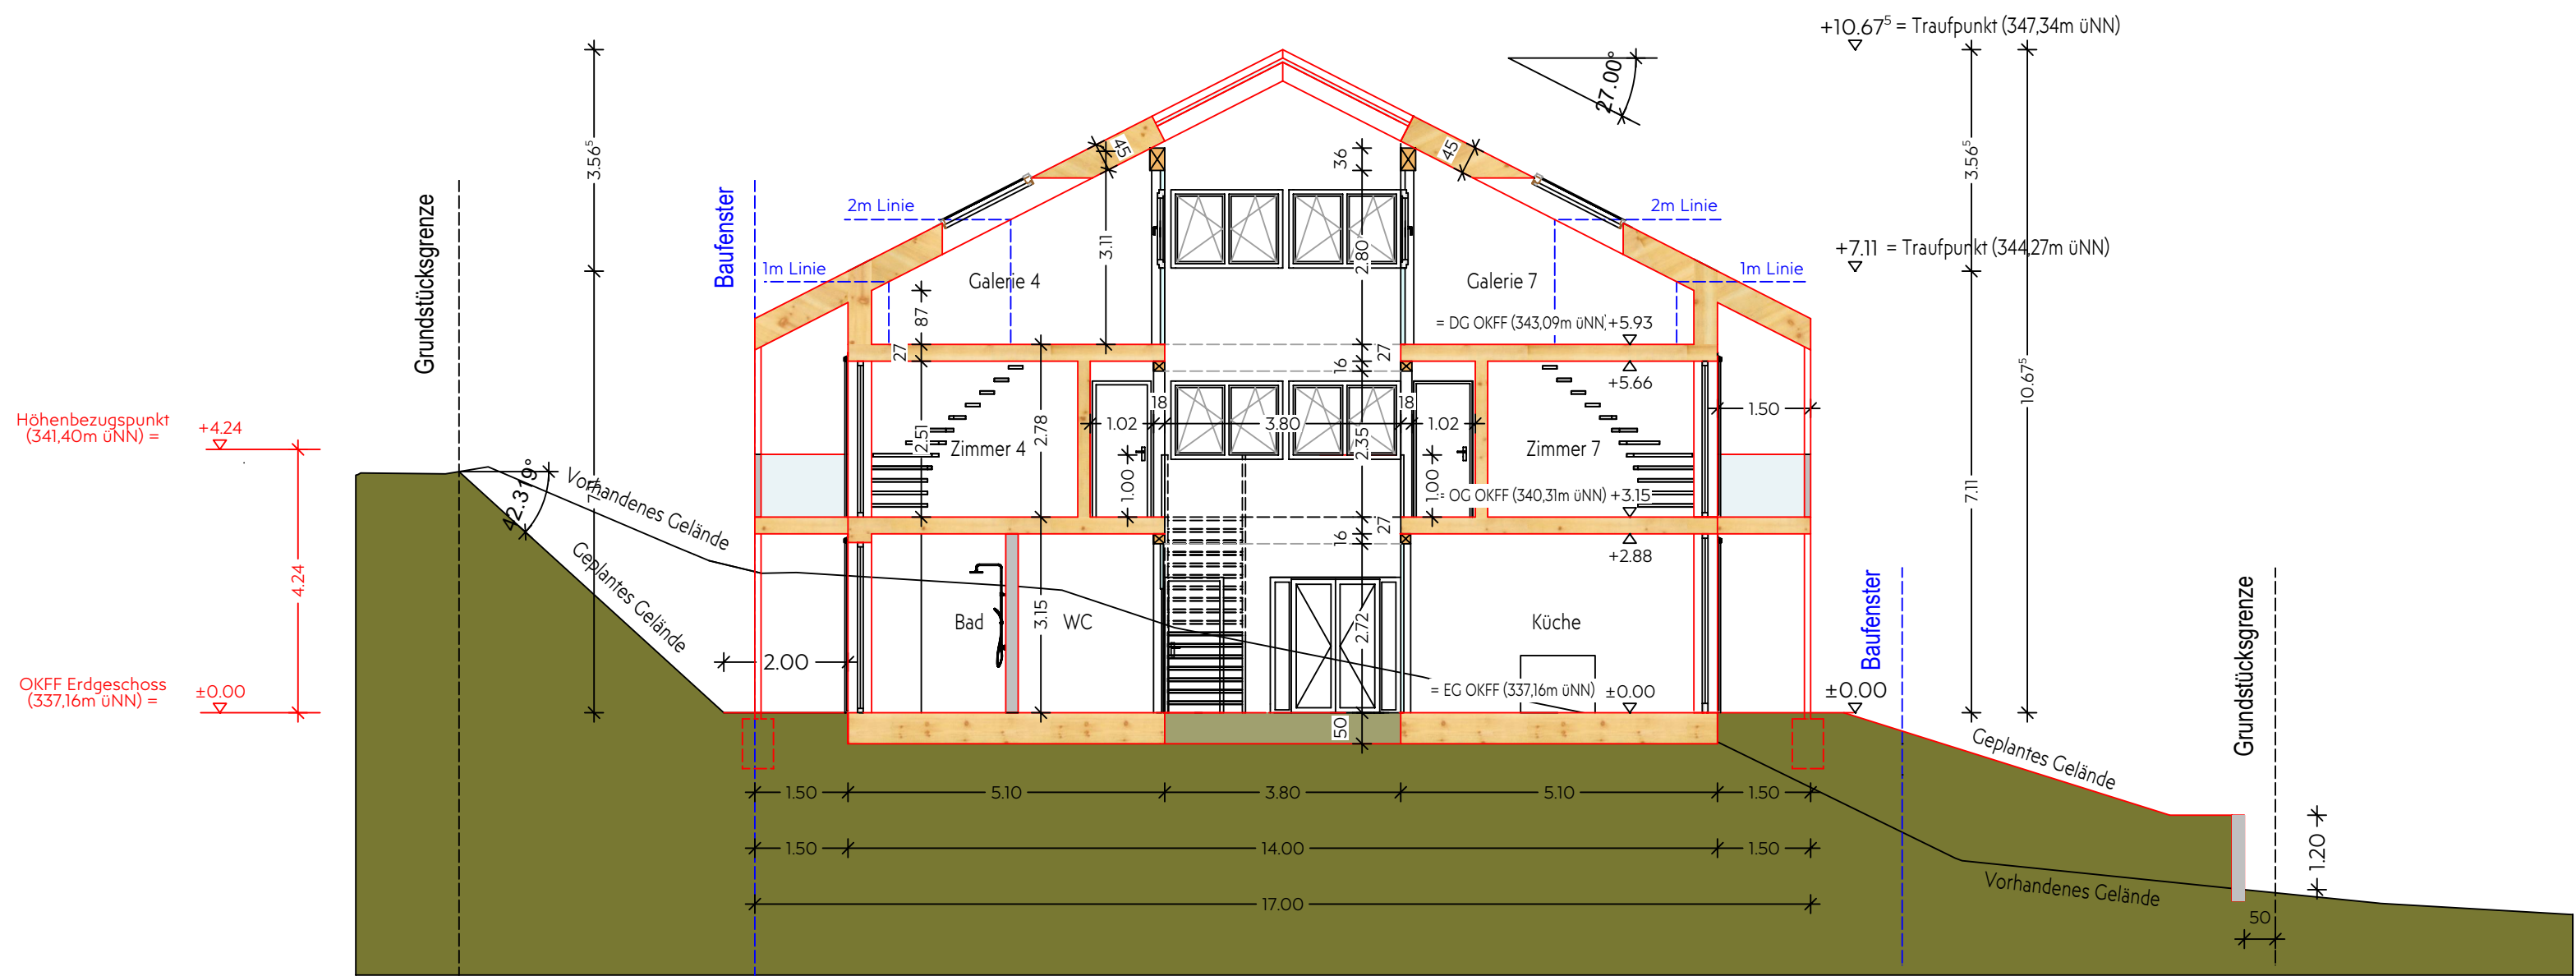 +10.67⁵ = Traufpunkt (347,34m üNN)
27.00°
3.56⁵
45
45
36
3.56⁵
Grundstücksgrenze
Baufenster
2m Linie
2m Linie
+7.11 = Traufpunkt (344,27m üNN)
3.11
2.80
1m Linie
1m Linie
Galerie 4
Galerie 7
87
= DG OKFF (343,09m üNN) +5.93
27
27
16
+5.66
10.67⁵
Höhenbezugspunkt
(341,40m üNN) =
+4.24
18
18
1.02
3.80
1.02
1.50
2.51
2.78
2.35
Zimmer 4
Zimmer 7
42.319°
Vorhandenes Gelände
1.00
1.00
= OG OKFF (340,31m üNN) +3.15
7.11
27
16
+2.88
4.24
Geplantes Gelände
Bad
3.15
WC
2.72
Küche
Baufenster
Grundstücksgrenze
2.00
OKFF Erdgeschoss
(337,16m üNN) =
±0.00
= EG OKFF (337,16m üNN) ±0.00
±0.00
50
Geplantes Gelände
1.50
5.10
3.80
5.10
1.50
1.50
14.00
1.50
1.20
Vorhandenes Gelände
17.00
50